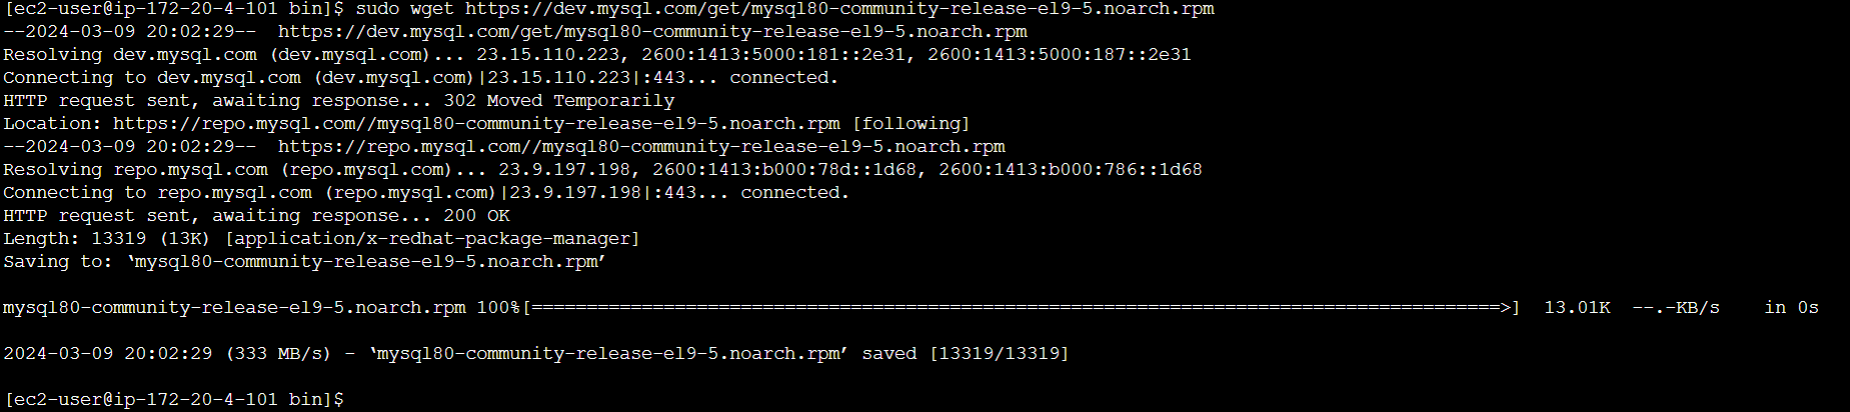 [ec2-user@ip-172-20-4-101 bin]$ sudo wget https://dev.mysql.com/get/mysql80-community-release-el9-5.noarch.rpm
--2024-03-09 20:02:29--  https://dev.mysql.com/get/mysql80-community-release-el9-5.noarch.rpm
Resolving dev.mysql.com (dev.mysql.com)... 23.15.110.223, 2600:1413:5000:181::2e31, 2600:1413:5000:187::2e31
Connecting to dev.mysql.com (dev.mysql.com)|23.15.110.223|:443... connected.
HTTP request sent, awaiting response... 302 Moved Temporarily
Location: https://repo.mysql.com//mysql80-community-release-el9-5.noarch.rpm [following]
--2024-03-09 20:02:29--  https://repo.mysql.com//mysql80-community-release-el9-5.noarch.rpm
Resolving repo.mysql.com (repo.mysql.com)... 23.9.197.198, 2600:1413:b000:78d::1d68, 2600:1413:b000:786::1d68
Connecting to repo.mysql.com (repo.mysql.com)|23.9.197.198|:443... connected.
HTTP request sent, awaiting response... 200 OK
Length: 13319 (13K) [application/x-redhat-package-manager]
Saving to: ‘mysql80-community-release-el9-5.noarch.rpm’
mysql80-community-release-el9-5.noarch.rpm 100%[========================================================================================>]  13.01K  --.-KB/s    in 0s
2024-03-09 20:02:29 (333 MB/s) - ‘mysql80-community-release-el9-5.noarch.rpm’ saved [13319/13319]
[ec2-user@ip-172-20-4-101 bin]$